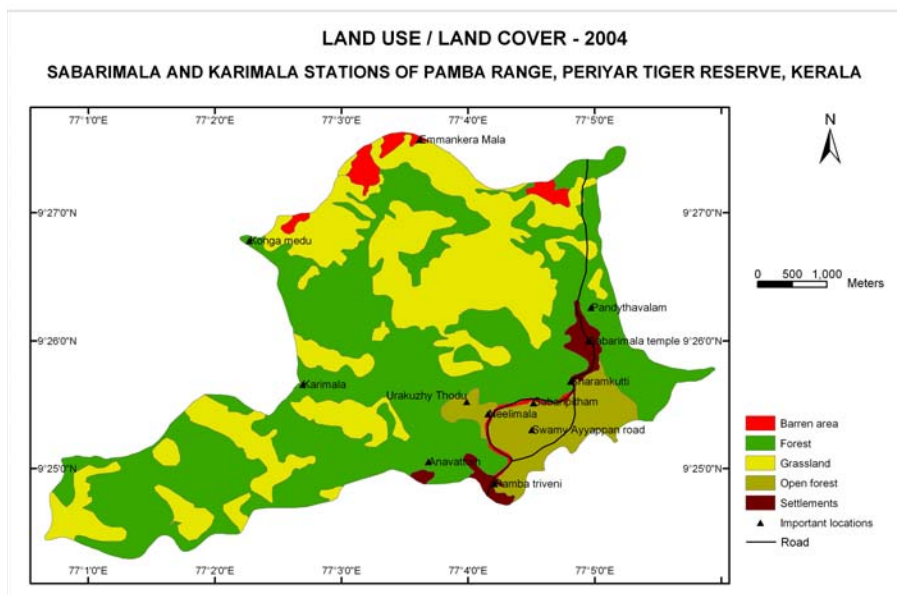 LAND USE / LAND COVER - 2004
SABARIMALA AND KARIMALA STATIONS OF PAMBA RANGE, PERIYAR TIGER RESERVE, KERALA
77°1'0"E 77°2'0"E 77°3'0"E 77°4'0"E 77°5'0"E
N
Emmankera Mala
9°27'0"N 9°27'0"N
Konga medu
0 500 1,000
Meters
Pandythavalam
9°26'0"N Sabarimala temple 9°26'0"N
Karimala Sharamkutti
Urakuzhy Thodu Sabaripitham
Neelimala
Swamy Ayyappan road
9°25'0"N 9°25'0"N
Pamba triveni
Barren area
Forest
Grassland
Open forest
Settlements
Important locations
Road
77°1'0"E 77°2'0"E 77°3'0"E 77°4'0"E 77°5'0"E